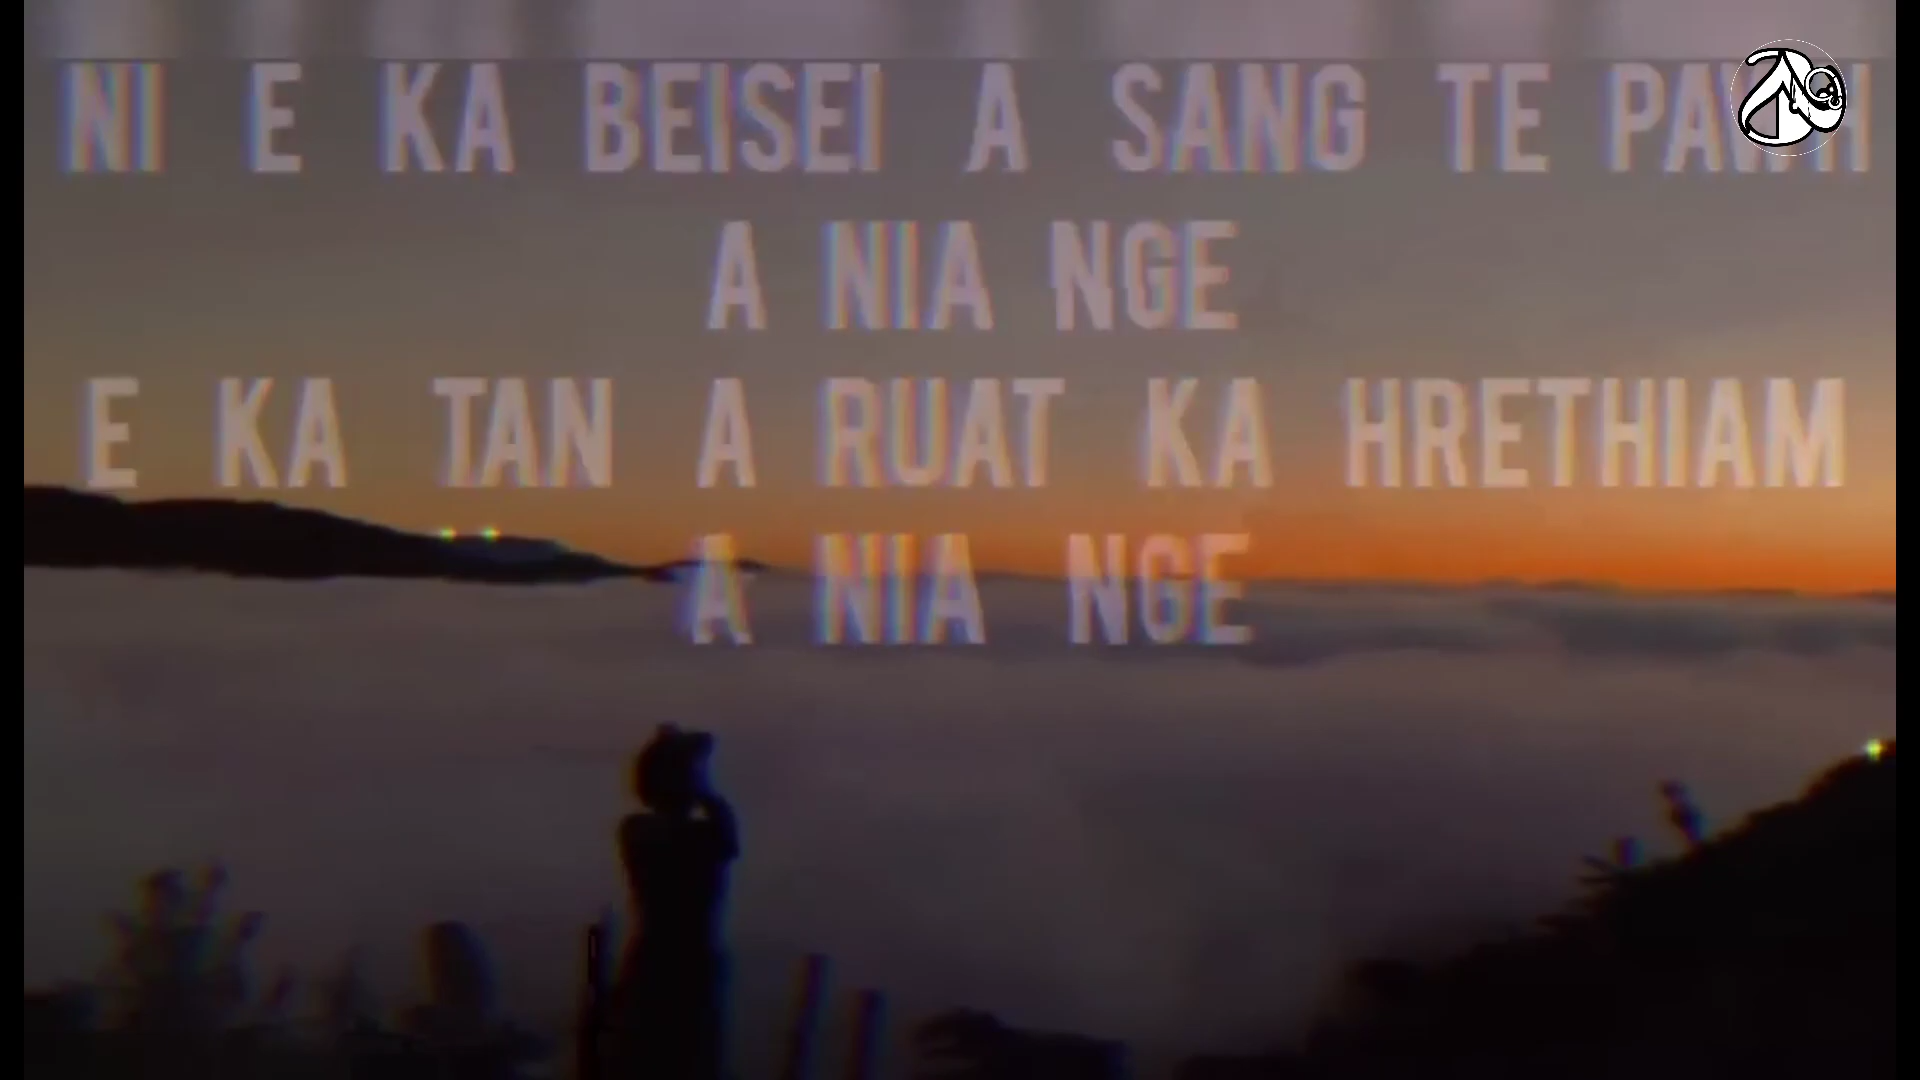 NI E KA BEISEI A SANG TE PAWH
A NIA NGE
E KA TAN A RUAT KA HRETHIAM
A NIA NGE